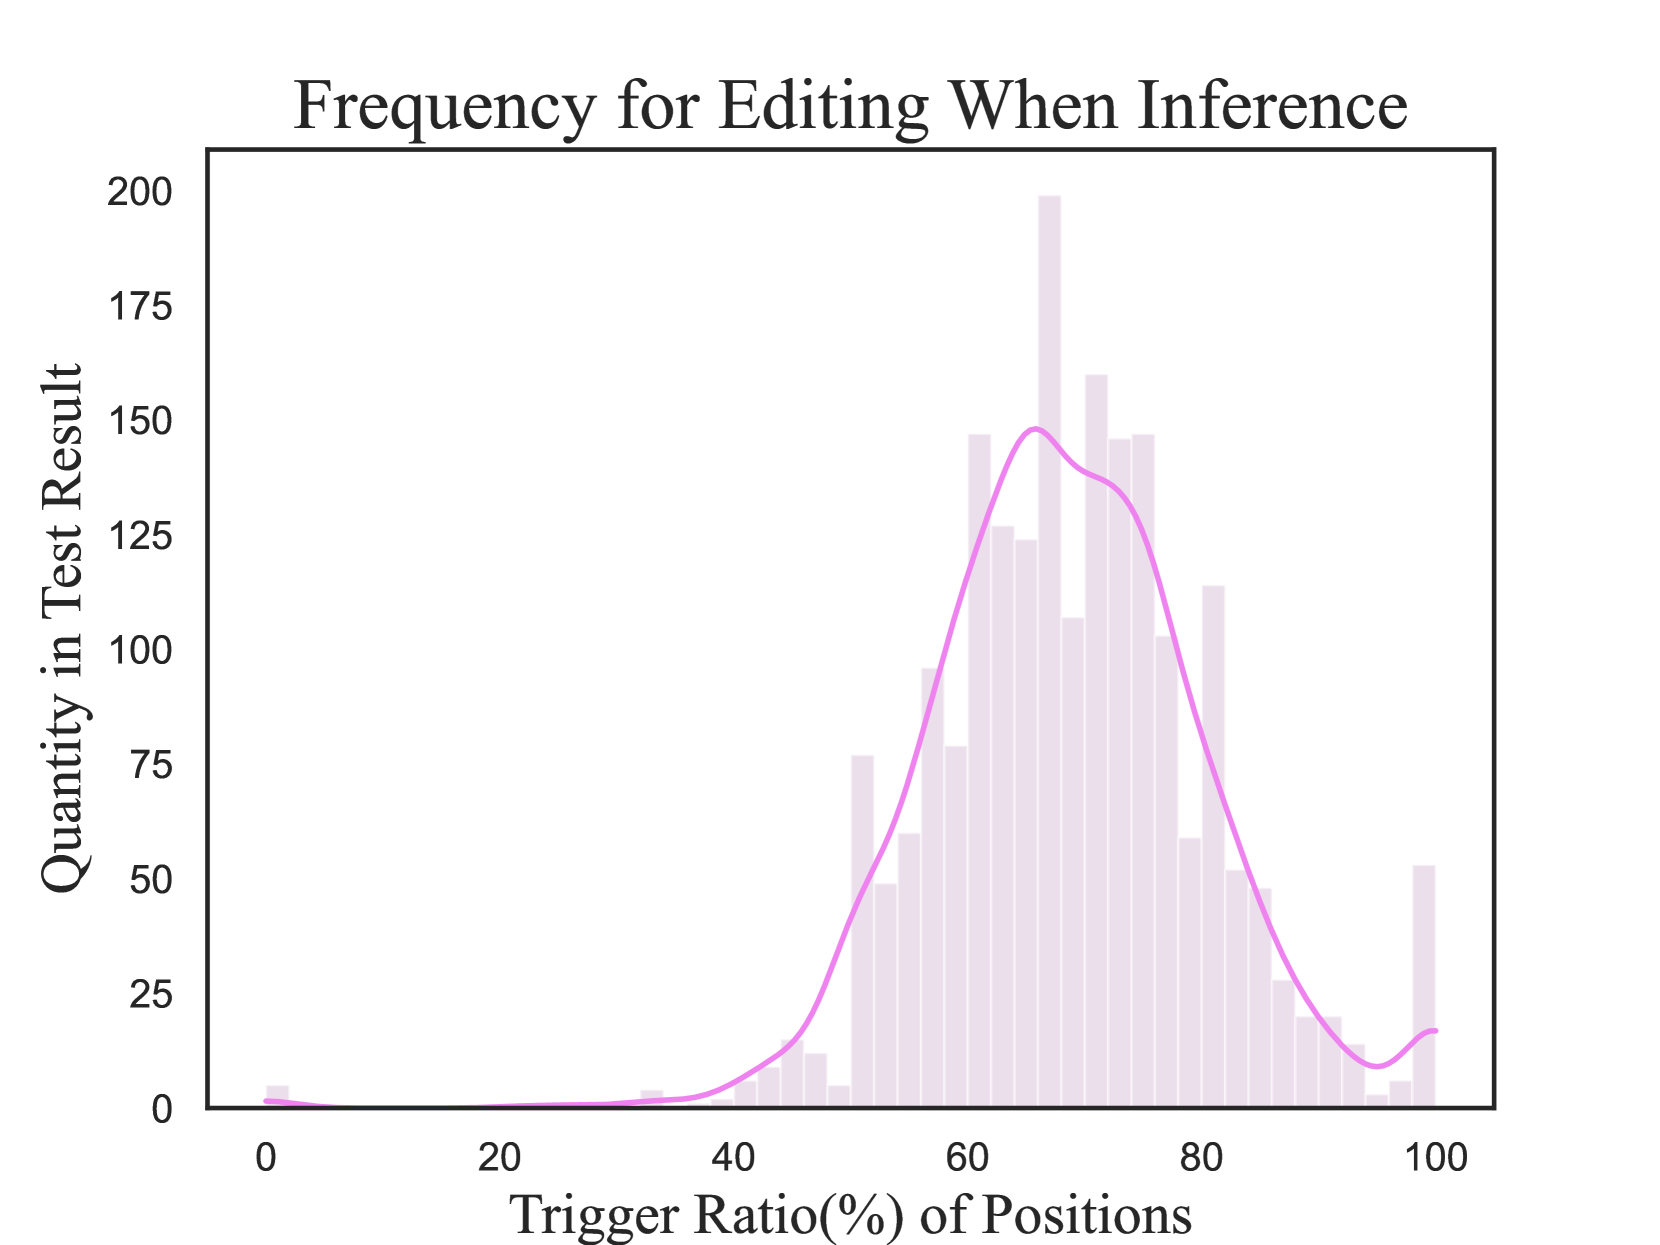 Frequency for Editing When Inference
200
175
150
125
100
75
50
25
0
Quantity in Test Result
0 20 40 60 80 100
Trigger Ratio(%) of Positions